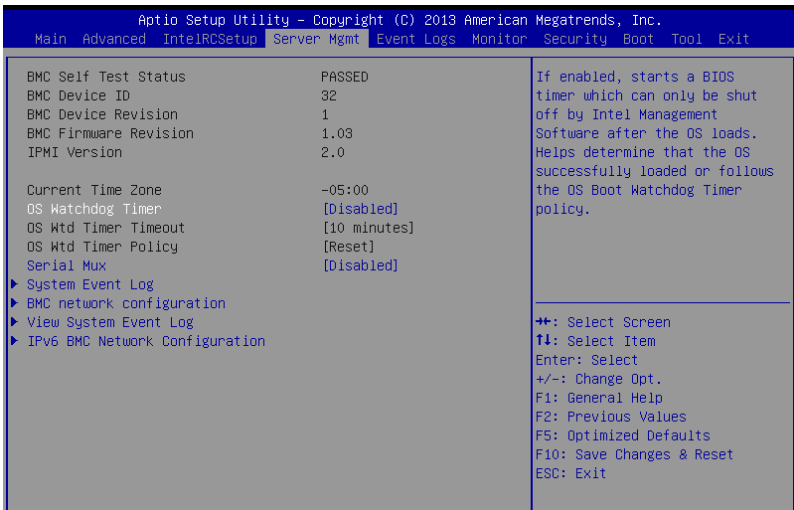 Aptio Setup Utility – Copyright (C) 2013 American Megatrends, Inc.
Main Advanced IntelRCSetup Server Mgmt Event Logs Monitor Security Boot Tool Exit
BMC Self Test Status PASSED
BMC Device ID 32
BMC Device Revision 1
BMC Firmware Revision 1.03
IPMI Version 2.0
Current Time Zone -05:00
OS Watchdog Timer [Disabled]
OS Wtd Timer Timeout [10 minutes]
OS Wtd Timer Policy [Reset]
Serial Mux [Disabled]
System Event Log
BMC network configuration
View System Event Log
IPv6 BMC Network Configuration
If enabled, starts a BIOS
timer which can only be shut
off by Intel Management
Software after the OS loads.
Helps determine that the OS
successfully loaded or follows
the OS Boot Watchdog Timer
policy.
→←: Select Screen
↑↓: Select Item
Enter: Select
+/-: Change Opt.
F1: General Help
F2: Previous Values
F5: Optimized Defaults
F10: Save Changes & Reset
ESC: Exit